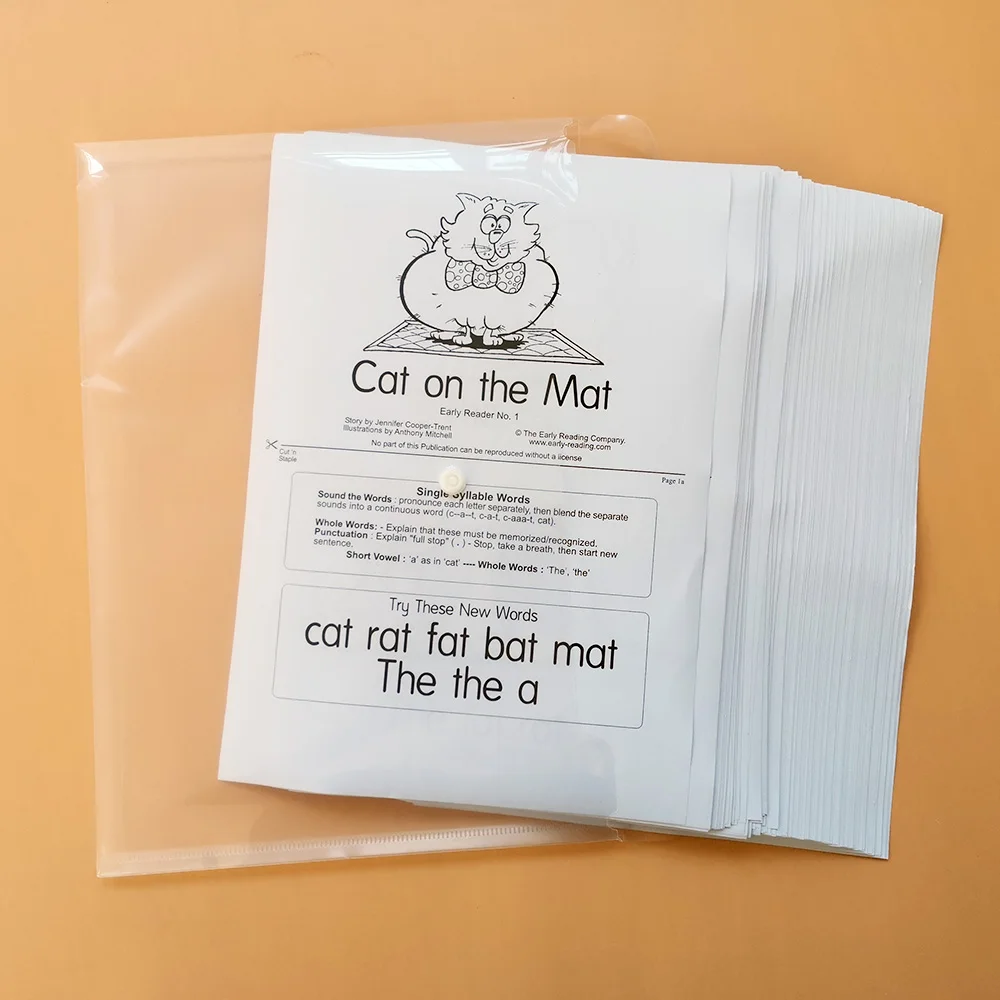 Cat on the Mat
Early Reader No. 1
Story by Jennifer Cooper-Trent
Illustrations by Anthony Mitchell
© The Early Reading Company.
www.early-reading.com
No part of this Publication can be reproduced without a license
Cut 'n
Staple
Page 1a
Single Syllable Words
Sound the Words : pronounce each letter separately, then blend the separate
sounds into a continuous word (c--a--t, c-a-t, c-aaa-t, cat).
Whole Words: - Explain that these must be memorized/recognized.
Punctuation : Explain "full stop" ( . ) - Stop, take a breath, then start new
sentence.
Short Vowel : 'a' as in 'cat' ---- Whole Words : 'The', 'the'
Try These New Words
cat rat fat bat mat
The the a